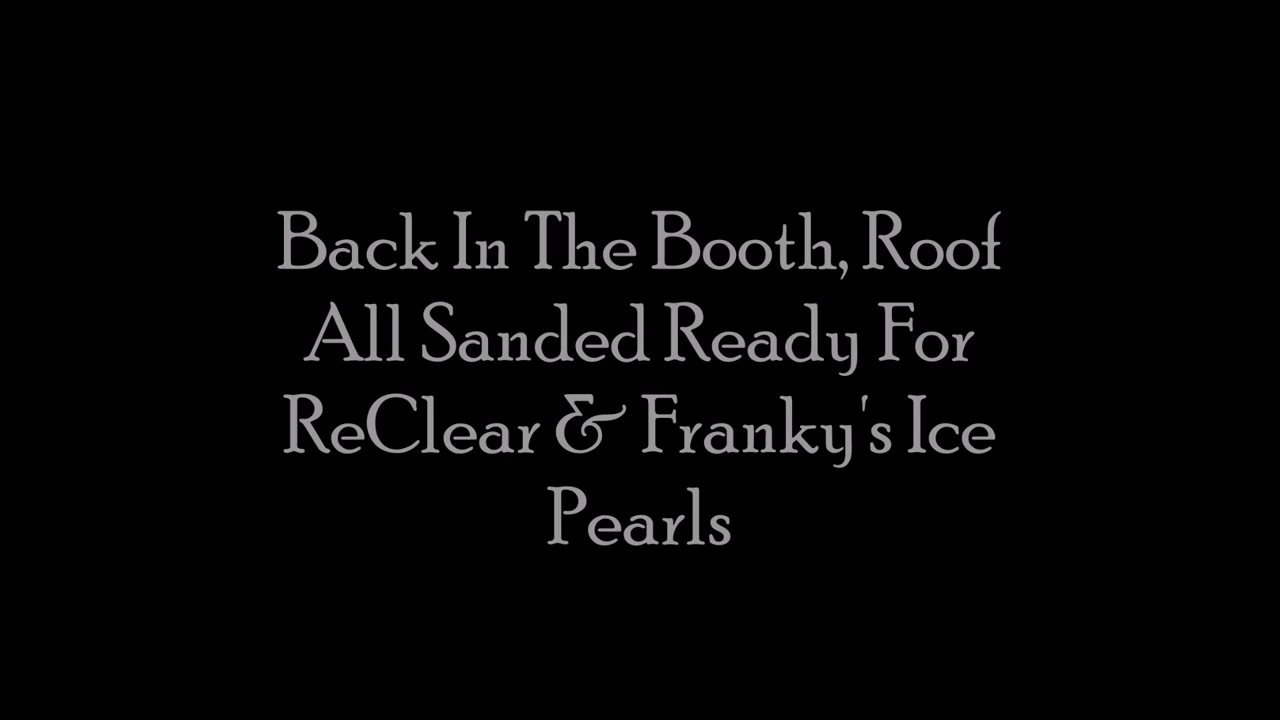 Back In The Booth, Roof
All Sanded Ready For
ReClear & Franky's Ice
Pearls